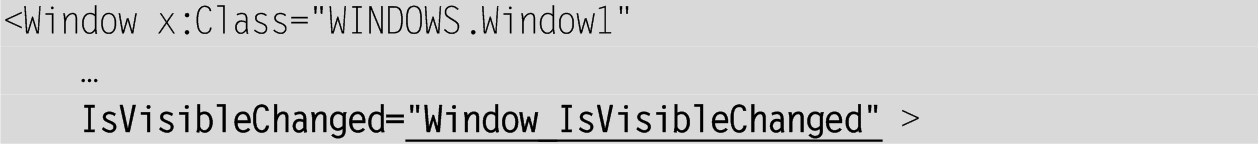 <Window x:Class="WINDOWS.Window1"
…
IsVisibleChanged="Window_IsVisibleChanged" >